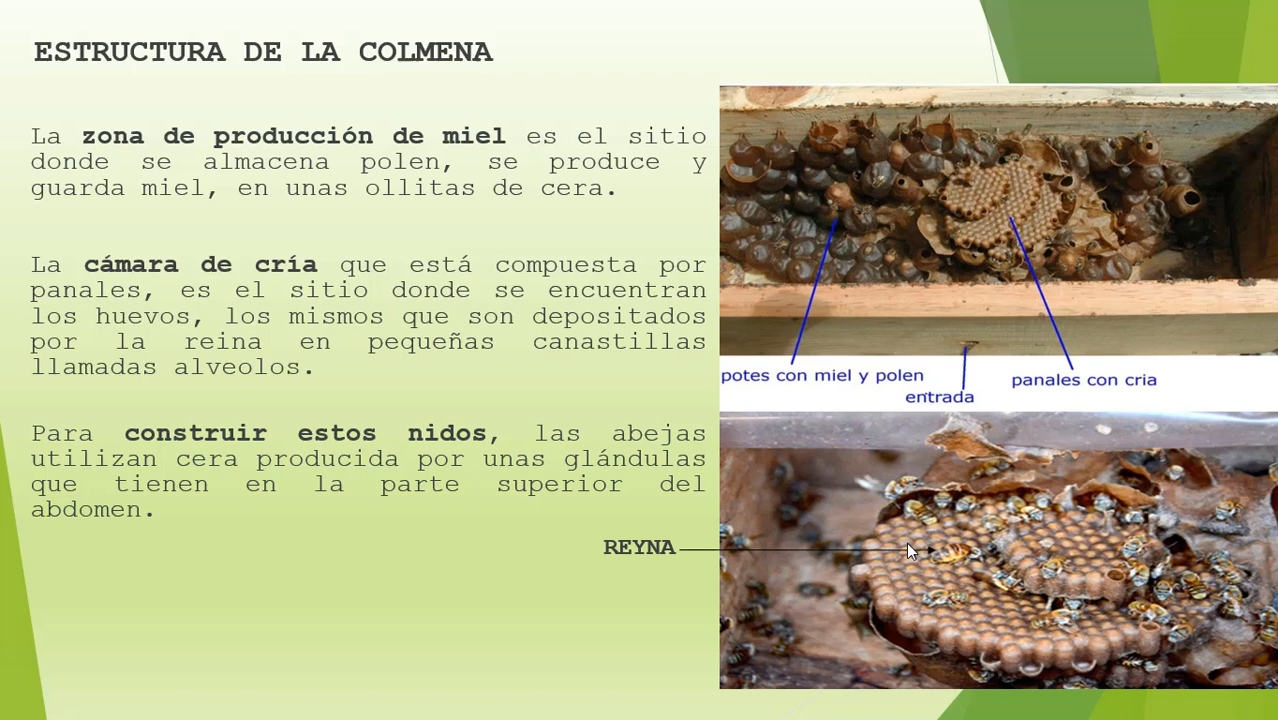 ESTRUCTURA DE LA COLMENA
La zona de producción de miel es el sitio
donde se almacena polen, se produce y
guarda miel, en unas ollitas de cera.
La cámara de cría que está compuesta por
panales, es el sitio donde se encuentran
los huevos, los mismos que son depositados
por la reina en pequeñas canastillas
llamadas alveolos.
Para construir estos nidos, las abejas
utilizan cera producida por unas glándulas
que tienen en la parte superior del
abdomen.
REYNA
potes con miel y polen
entrada
panales con cria